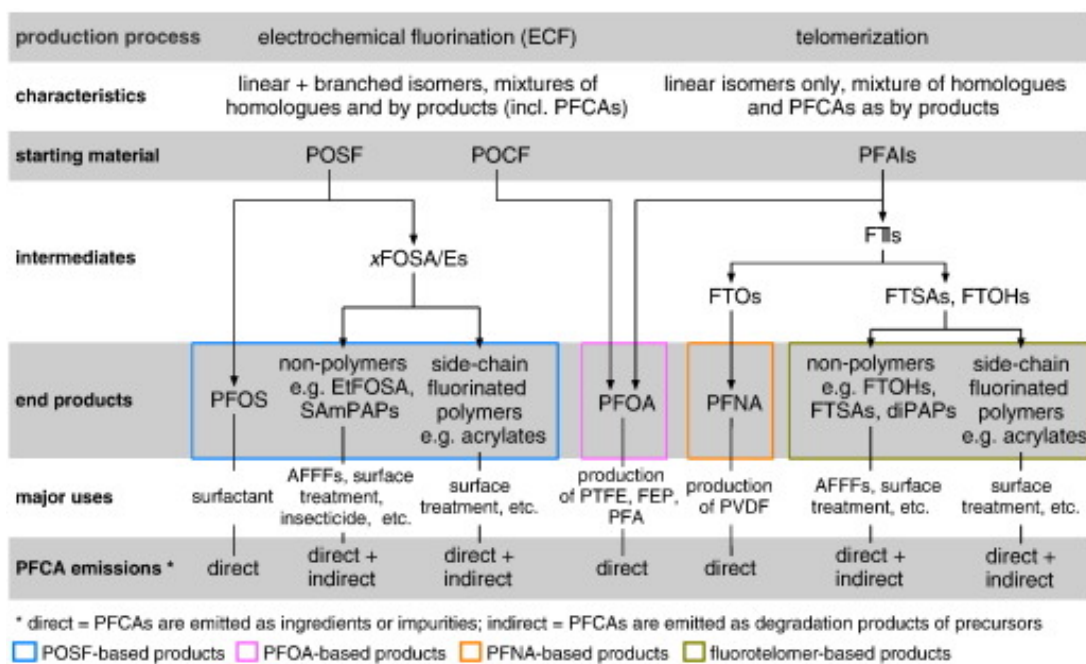 production process electrochemical fluorination (ECF) telomerization
characteristics
linear + branched isomers, mixtures of
homologues and by products (incl. PFCAs)
linear isomers only, mixture of homologues
and PFCAs as by products
starting material POSF POCF PFAIs
intermediates
xFOSA/Es
FTIs
FTOs
FTSAs, FTOHs
end products
PFOS
non-polymers
e.g. EtFOSA,
SAmPAPs
side-chain
fluorinated
polymers
e.g. acrylates
PFOA
PFNA
non-polymers
e.g. FTOHs,
FTSAs, diPAPs
side-chain
fluorinated
polymers
e.g. acrylates
major uses
surfactant
AFFFs, surface
treatment,
insecticide, etc.
surface
treatment, etc.
production
of PTFE, FEP,
PFA
production
of PVDF
AFFFs, surface
treatment, etc.
surface
treatment, etc.
PFCA emissions *
direct
direct +
indirect
direct +
indirect
direct
direct
direct +
indirect
direct +
indirect
* direct = PFCAs are emitted as ingredients or impurities; indirect = PFCAs are emitted as degradation products of precursors
POSF-based products PFOA-based products PFNA-based products fluorotelomer-based products